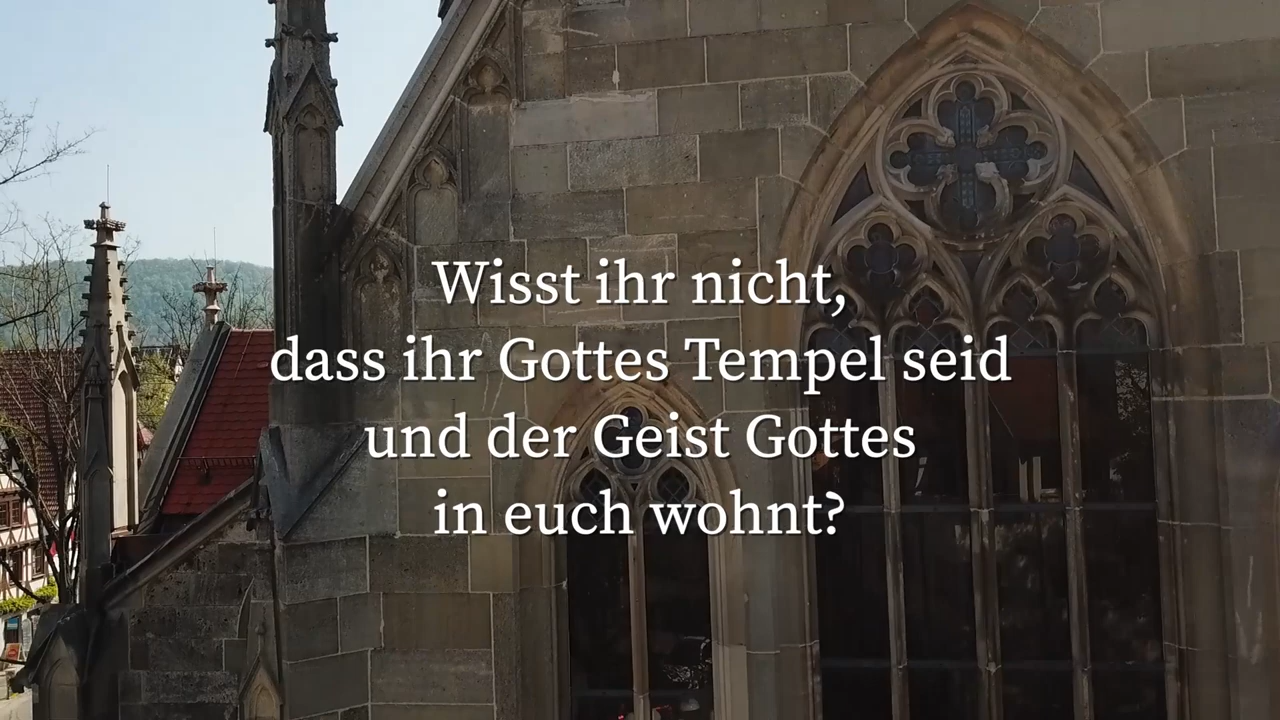 Wisst ihr nicht,
dass ihr Gottes Tempel seid
und der Geist Gottes
in euch wohnt?